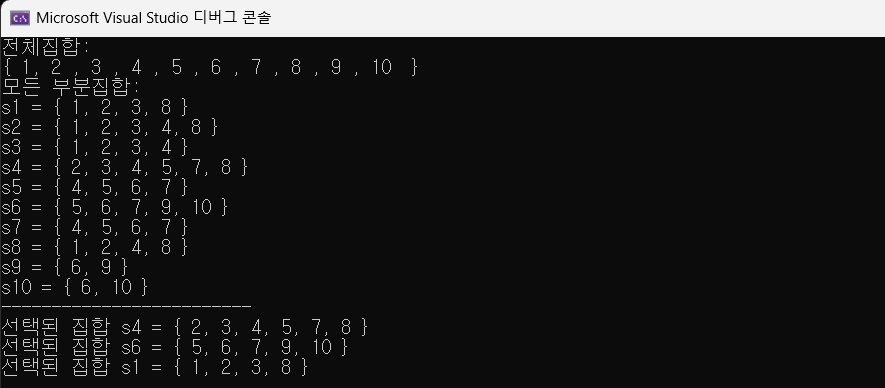 Microsoft Visual Studio 디버그 콘솔
전체집합:
{ 1, 2 , 3 , 4 , 5 , 6 , 7 , 8 , 9 , 10  }
모든 부분집합:
s1 = { 1, 2, 3, 8 }
s2 = { 1, 2, 3, 4, 8 }
s3 = { 1, 2, 3, 4 }
s4 = { 2, 3, 4, 5, 7, 8 }
s5 = { 4, 5, 6, 7 }
s6 = { 5, 6, 7, 9, 10 }
s7 = { 4, 5, 6, 7 }
s8 = { 1, 2, 4, 8 }
s9 = { 6, 9 }
s10 = { 6, 10 }
-------------------------
선택된 집합 s4 = { 2, 3, 4, 5, 7, 8 }
선택된 집합 s6 = { 5, 6, 7, 9, 10 }
선택된 집합 s1 = { 1, 2, 3, 8 }